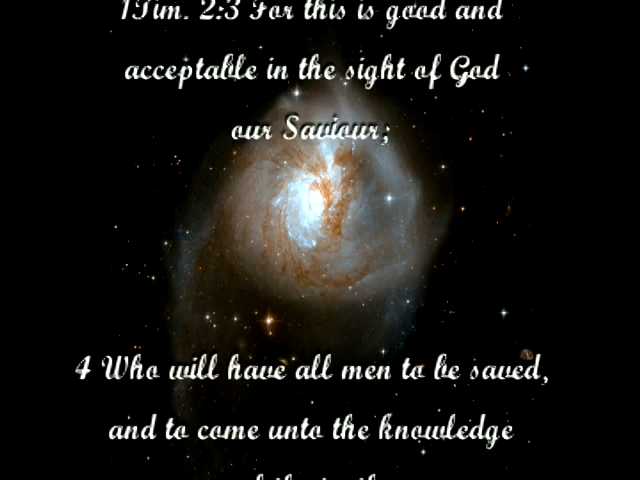 1Tim. 2:3 For this is good and
acceptable in the sight of God
our Saviour;
4 Who will have all men to be saved,
and to come unto the knowledge